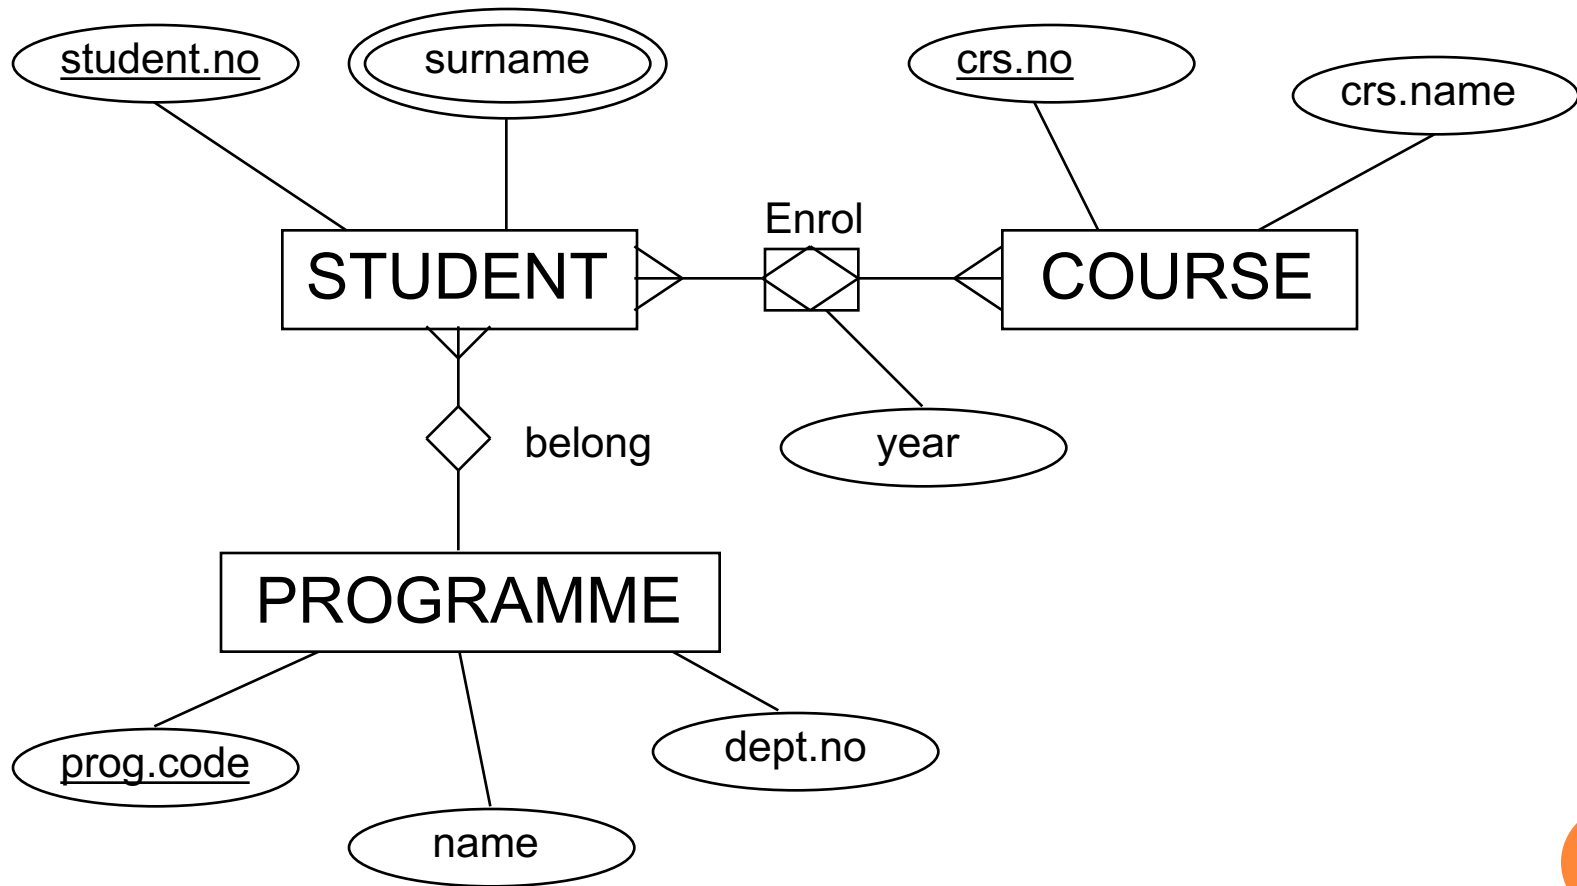 student.no
surname
crs.no
crs.name
Enrol
STUDENT
COURSE
belong
year
PROGRAMME
prog.code
name
dept.no